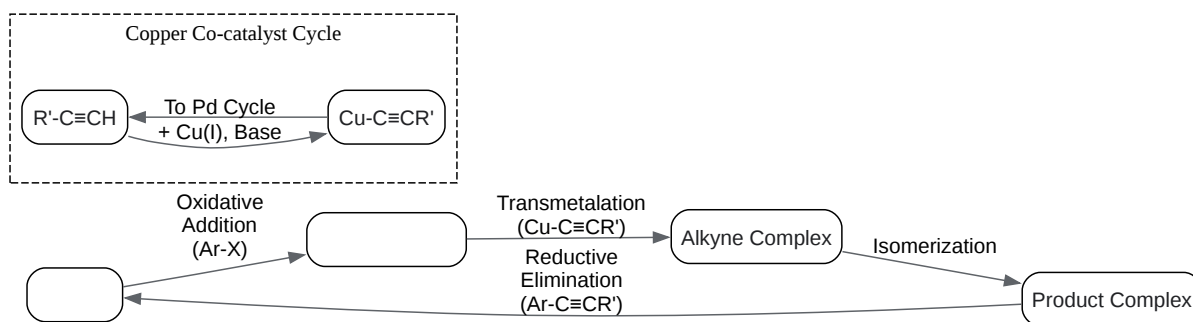 Copper Co-catalyst Cycle
R'-C≡CH
To Pd Cycle
+ Cu(I), Base
Cu-C≡CR'
Oxidative
Addition
(Ar-X)
Transmetalation
(Cu-C≡CR')
Alkyne Complex
Isomerization
Reductive
Elimination
(Ar-C≡CR')
Product Complex